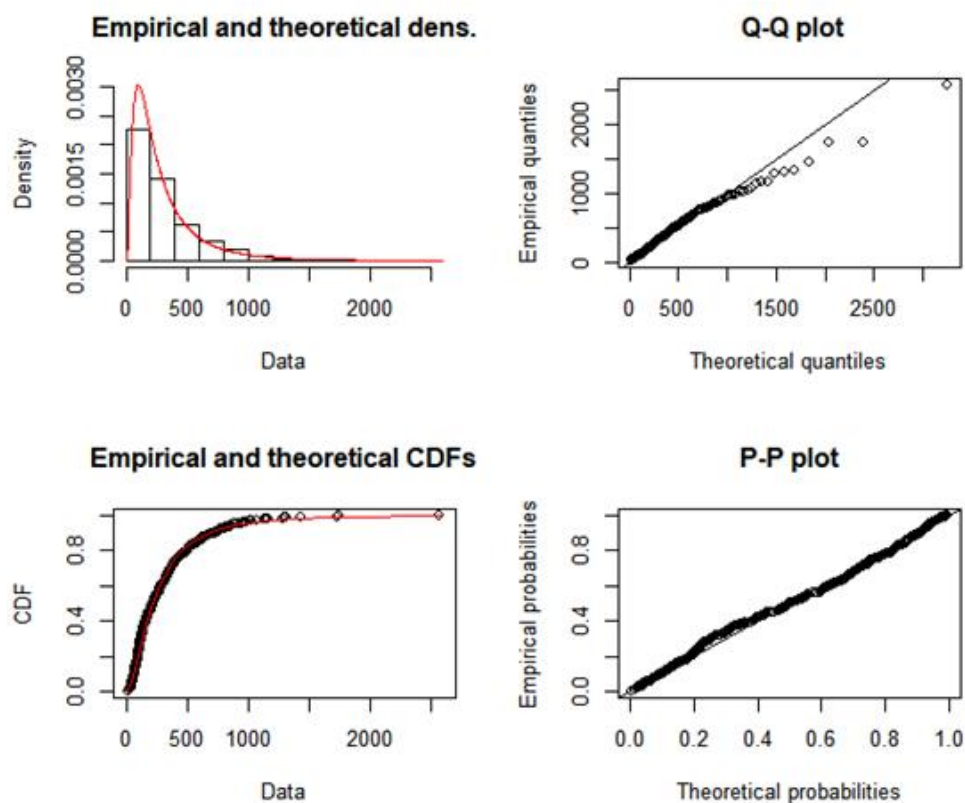 Empirical and theoretical dens.
Density
0.0000 0.0015 0.0030
0 500 1000 2000
Data
Q-Q plot
Empirical quantiles
0 1000 2000
0 500 1500 2500
Theoretical quantiles
Empirical and theoretical CDFs
CDF
0.0 0.4 0.8
0 500 1000 2000
Data
P-P plot
Empirical probabilities
0.0 0.4 0.8
0.0 0.2 0.4 0.6 0.8 1.0
Theoretical probabilities